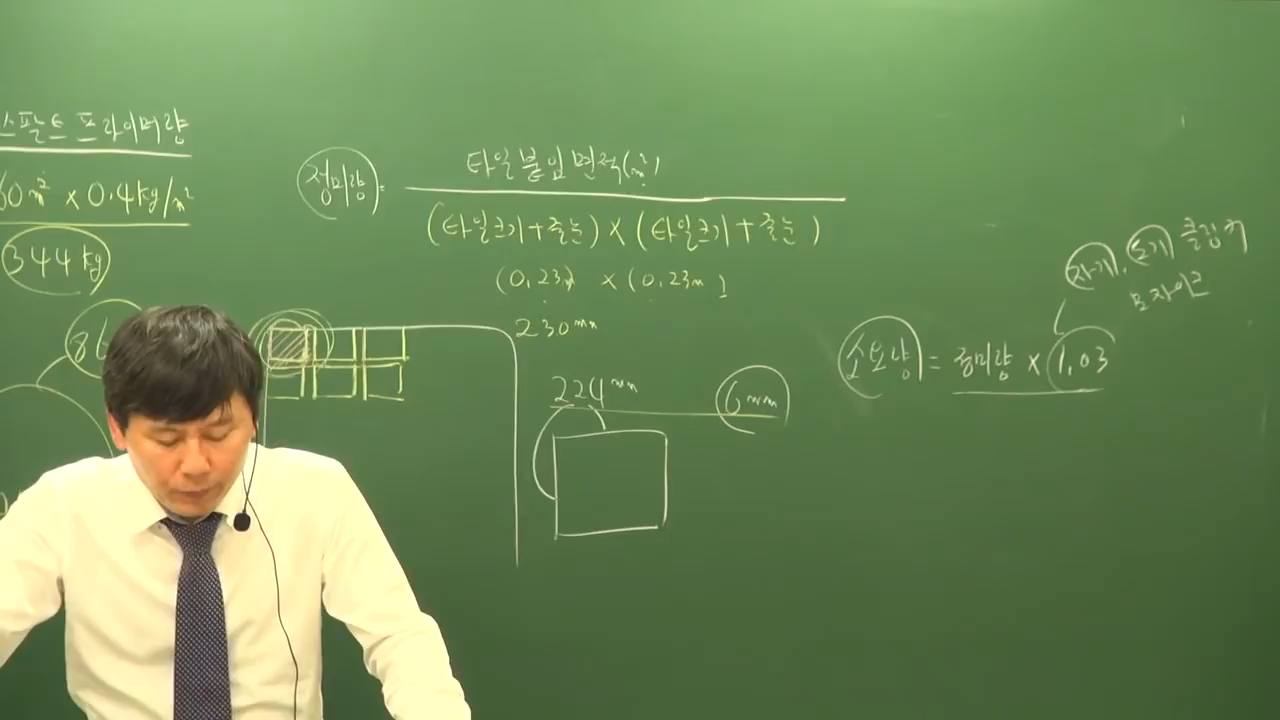 스팔트 프라이머량
60㎡ × 0.4kg/㎡
344kg
86
정미량 =
타일 붙임 면적(㎡)
(타일크기+줄눈) × (타일크기+줄눈)
(0.23m) × (0.23m)
230mm
224mm 6mm
자기, 도기 클링커
모자이크
소요량 = 정미량 × 1.03